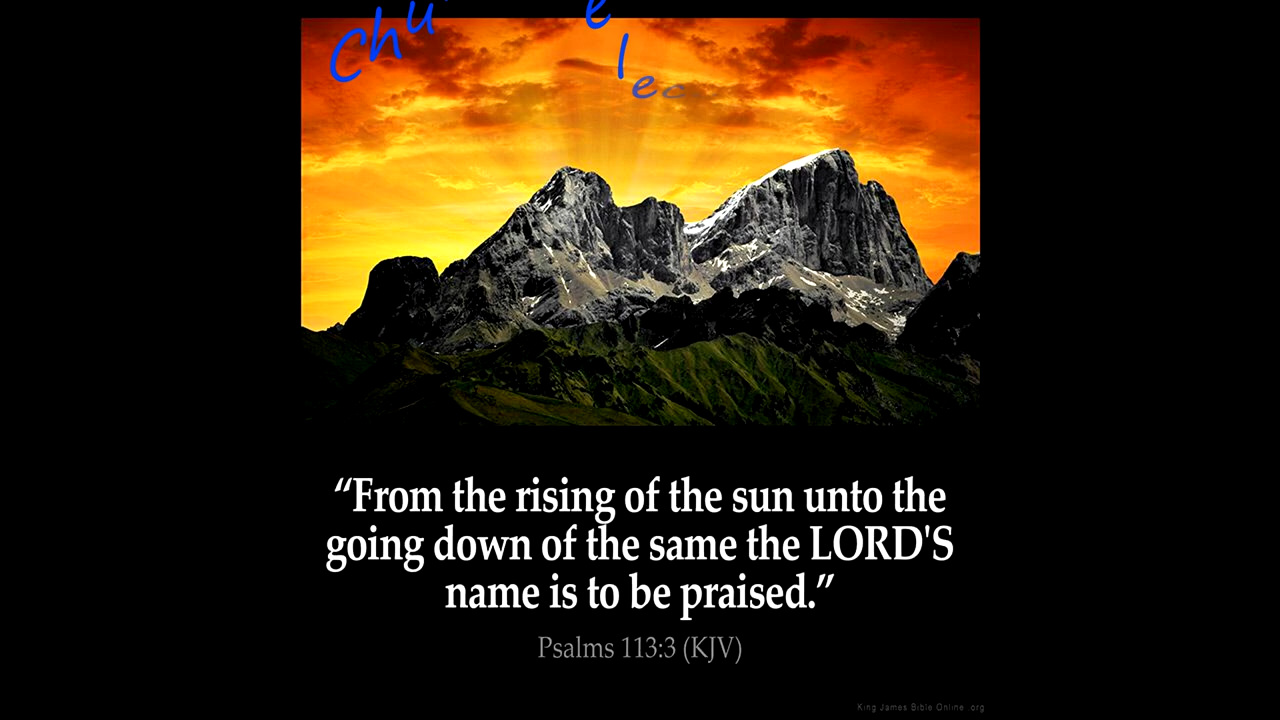 “From the rising of the sun unto the
going down of the same the LORD'S
name is to be praised.”
Psalms 113:3 (KJV)
King James Bible Online .org